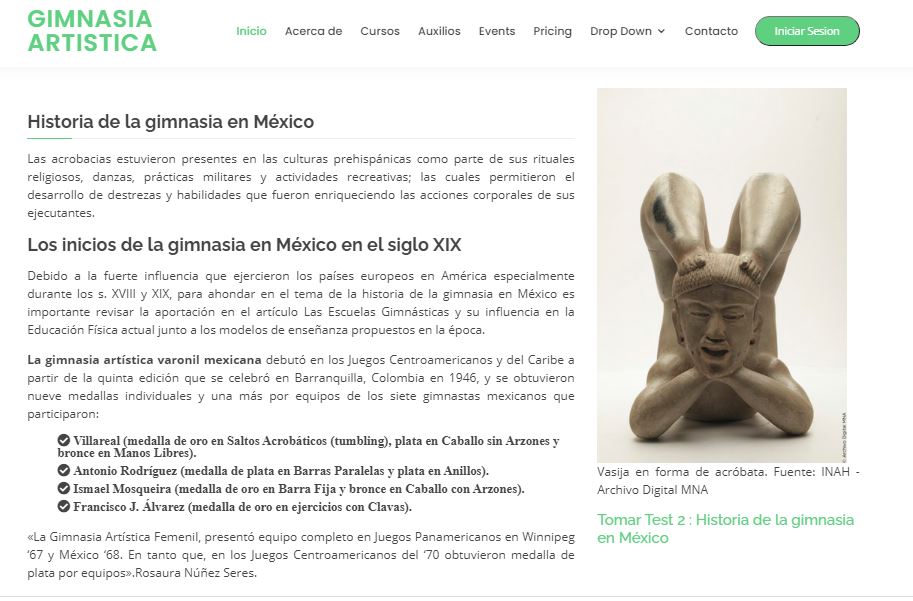 GIMNASIA
ARTISTICA
Inicio
Acerca de
Cursos
Auxilios
Events
Pricing
Drop Down
Contacto
Iniciar Sesion
Historia de la gimnasia en México
Las acrobacias estuvieron presentes en las culturas prehispánicas como parte de sus rituales
religiosos, danzas, prácticas militares y actividades recreativas; las cuales permitieron el
desarrollo de destrezas y habilidades que fueron enriqueciendo las acciones corporales de sus
ejecutantes.
Los inicios de la gimnasia en México en el siglo XIX
Debido a la fuerte influencia que ejercieron los países europeos en América especialmente
durante los s. XVIII y XIX, para ahondar en el tema de la historia de la gimnasia en México es
importante revisar la aportación en el artículo Las Escuelas Gimnásticas y su influencia en la
Educación Física actual junto a los modelos de enseñanza propuestos en la época.
La gimnasia artística varonil mexicana debutó en los Juegos Centroamericanos y del Caribe a
partir de la quinta edición que se celebró en Barranquilla, Colombia en 1946, y se obtuvieron
nueve medallas individuales y una más por equipos de los siete gimnastas mexicanos que
participaron:
Villareal (medalla de oro en Saltos Acrobáticos (tumbling), plata en Caballo sin Arzones y
bronce en Manos Libres).
Antonio Rodríguez (medalla de plata en Barras Paralelas y plata en Anillos).
Ismael Mosqueira (medalla de oro en Barra Fija y bronce en Caballo con Arzones).
Francisco J. Álvarez (medalla de oro en ejercicios con Clavas).
«La Gimnasia Artística Femenil, presentó equipo completo en Juegos Panamericanos en Winnipeg
‘67 y México ‘68. En tanto que, en los Juegos Centroamericanos del ‘70 obtuvieron medalla de
plata por equipos».Rosaura Núñez Seres.
© Archivo Digital MNA
Vasija en forma de acróbata. Fuente: INAH -
Archivo Digital MNA
Tomar Test 2 : Historia de la gimnasia
en México